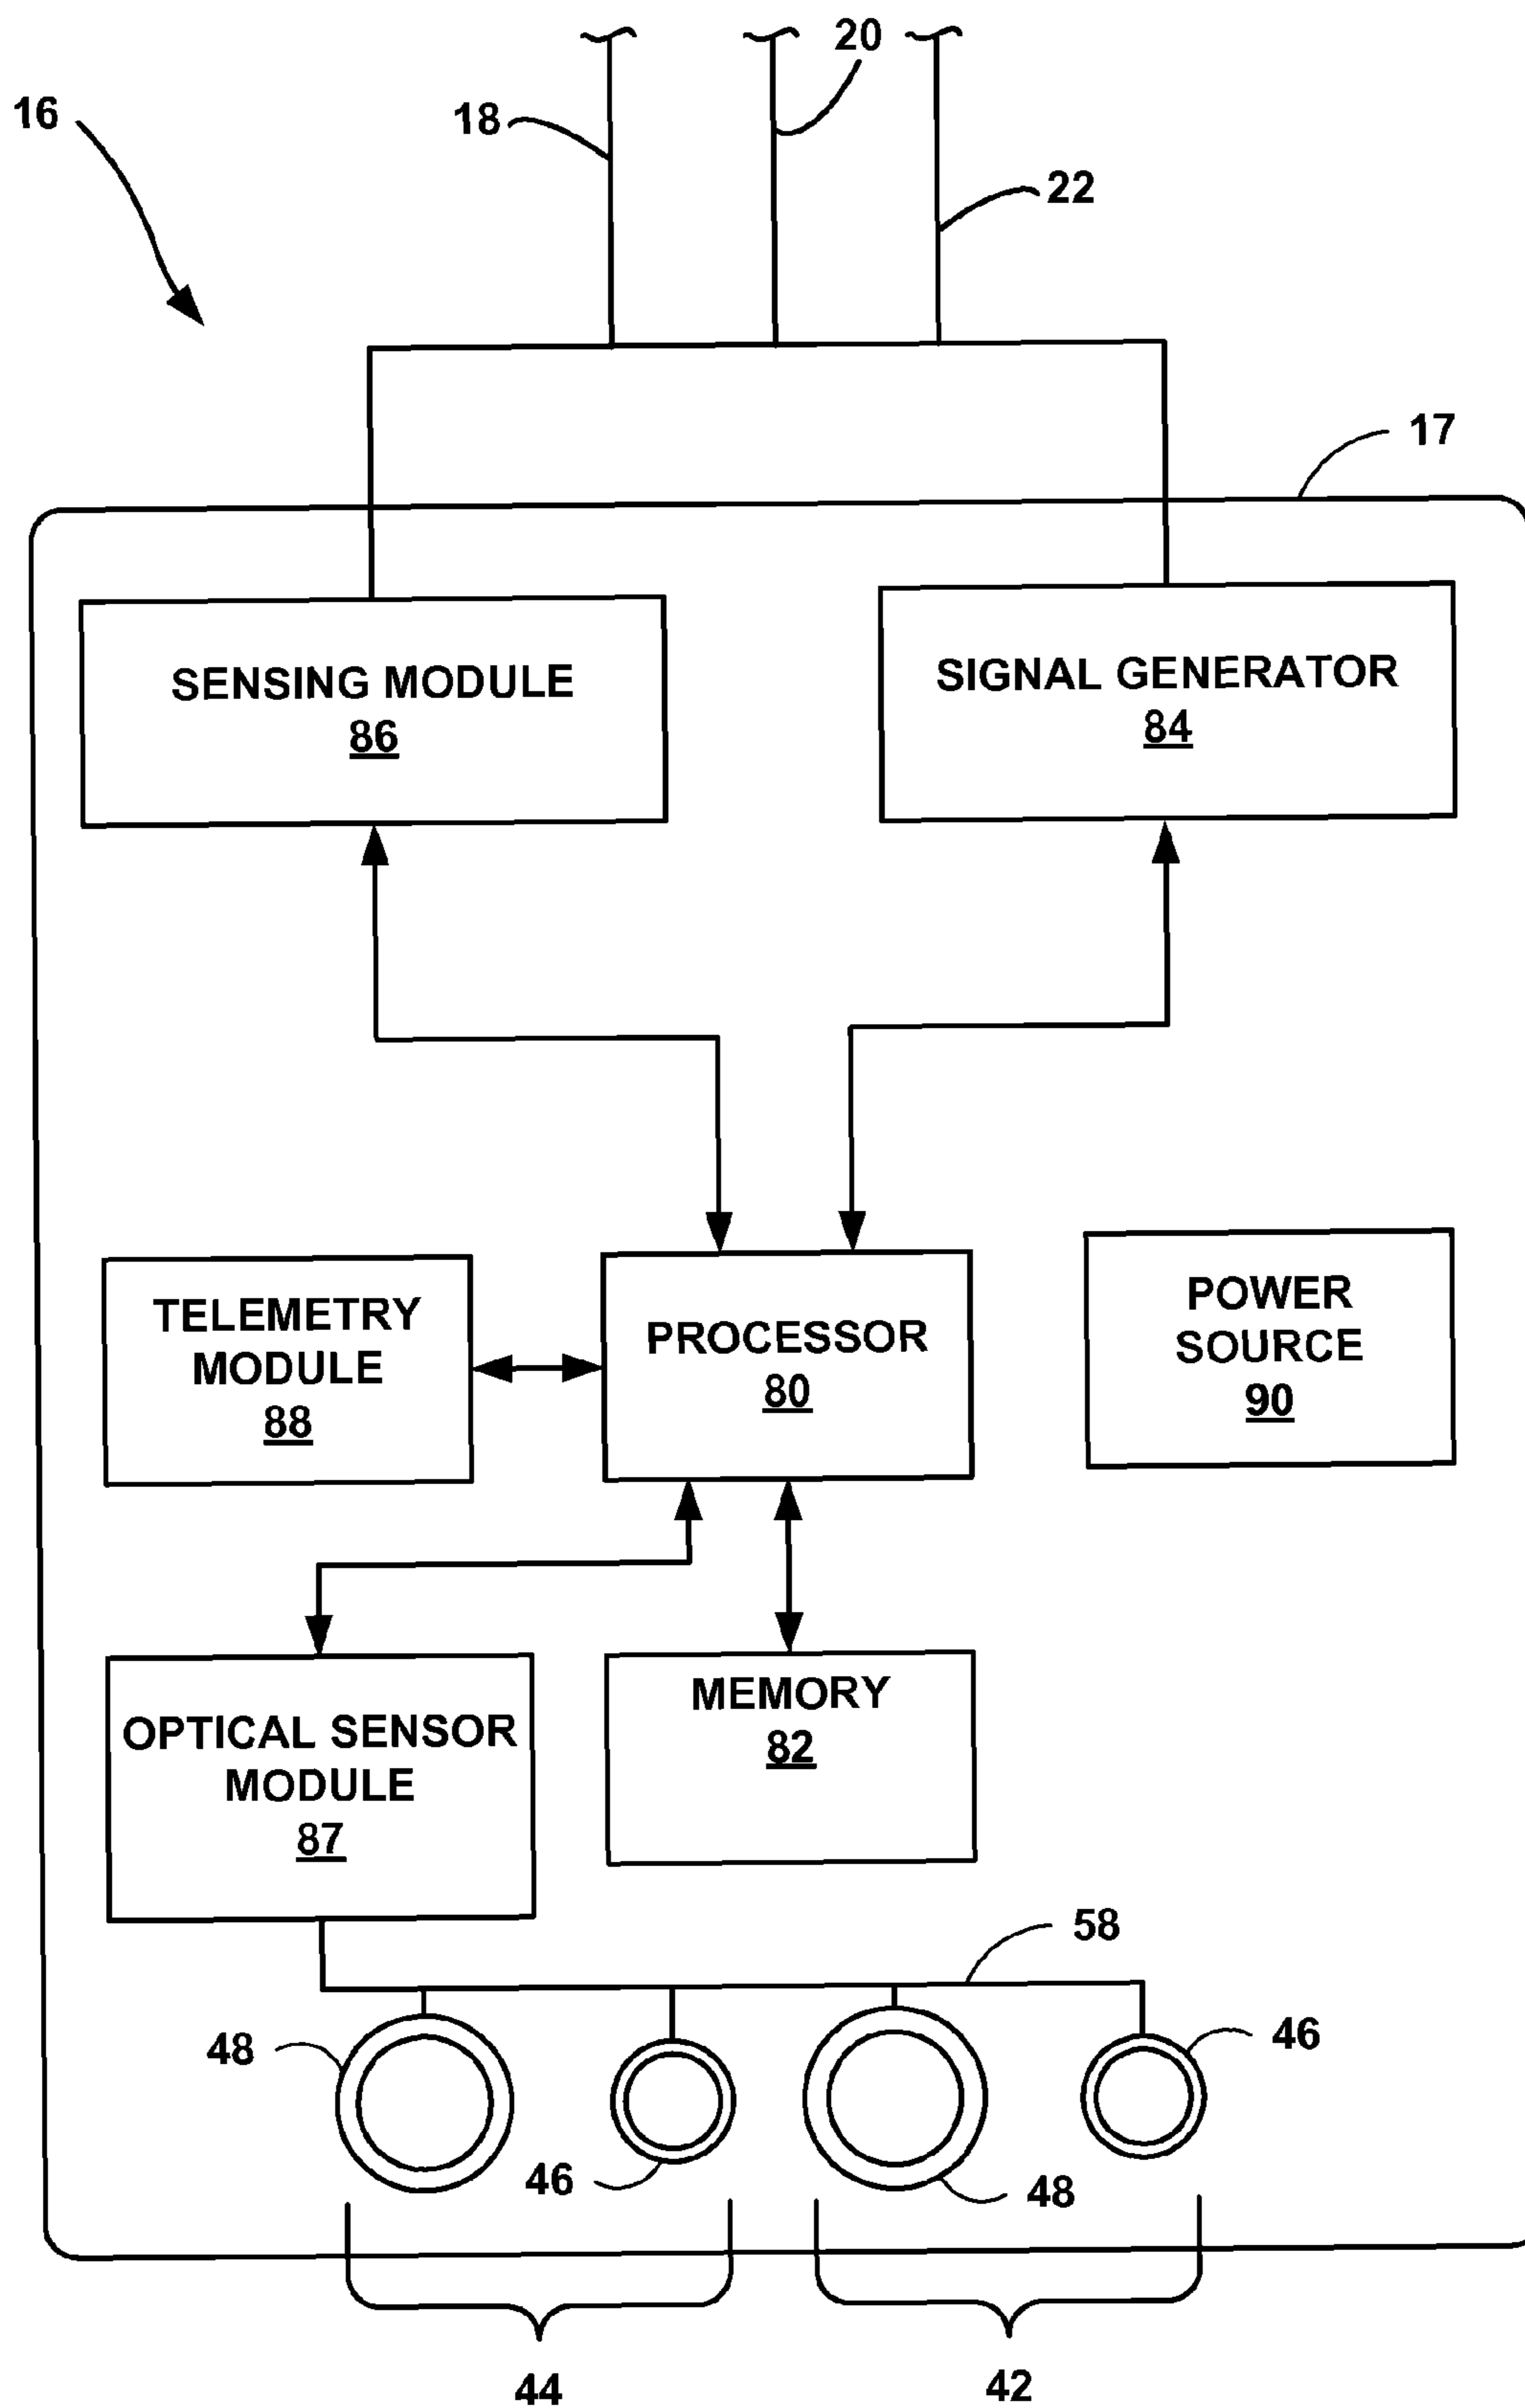 20
16
18
22
17
SENSING MODULE
86
SIGNAL GENERATOR
84
TELEMETRY
MODULE
88
PROCESSOR
80
POWER
SOURCE
90
OPTICAL SENSOR
MODULE
87
MEMORY
82
58
48
46
46
48
44
42